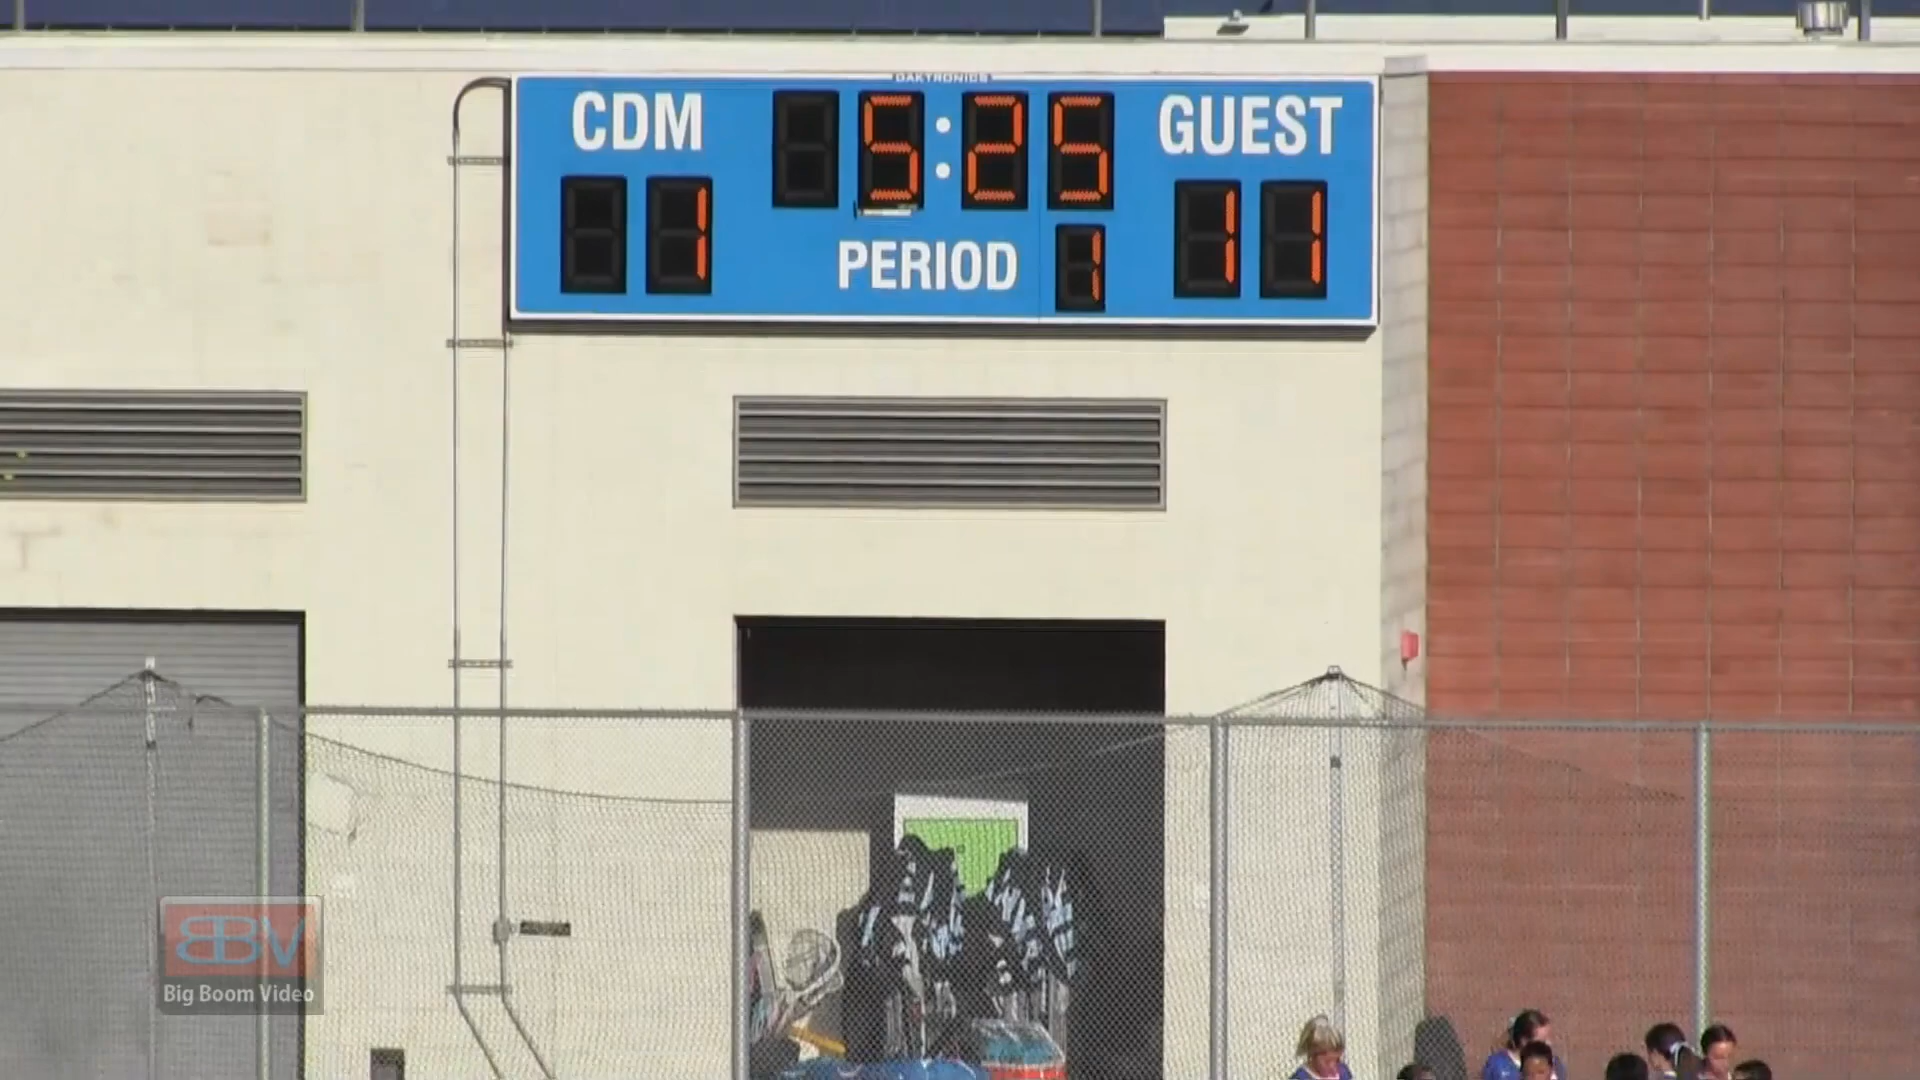 DAKTRONICS
CDM 5:25 GUEST
1 PERIOD 1 11
BBV
Big Boom Video